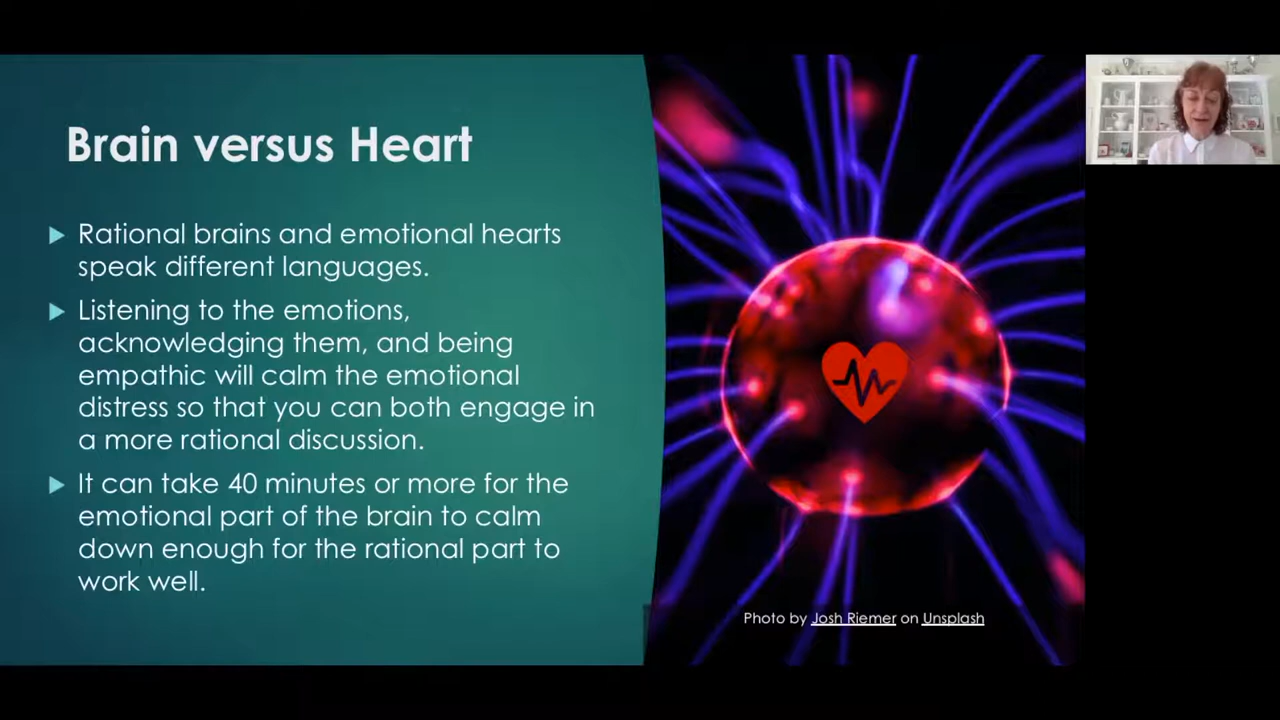 Brain versus Heart
Rational brains and emotional hearts
speak different languages.
Listening to the emotions,
acknowledging them, and being
empathic will calm the emotional
distress so that you can both engage in
a more rational discussion.
It can take 40 minutes or more for the
emotional part of the brain to calm
down enough for the rational part to
work well.
Photo by Josh Riemer on Unsplash